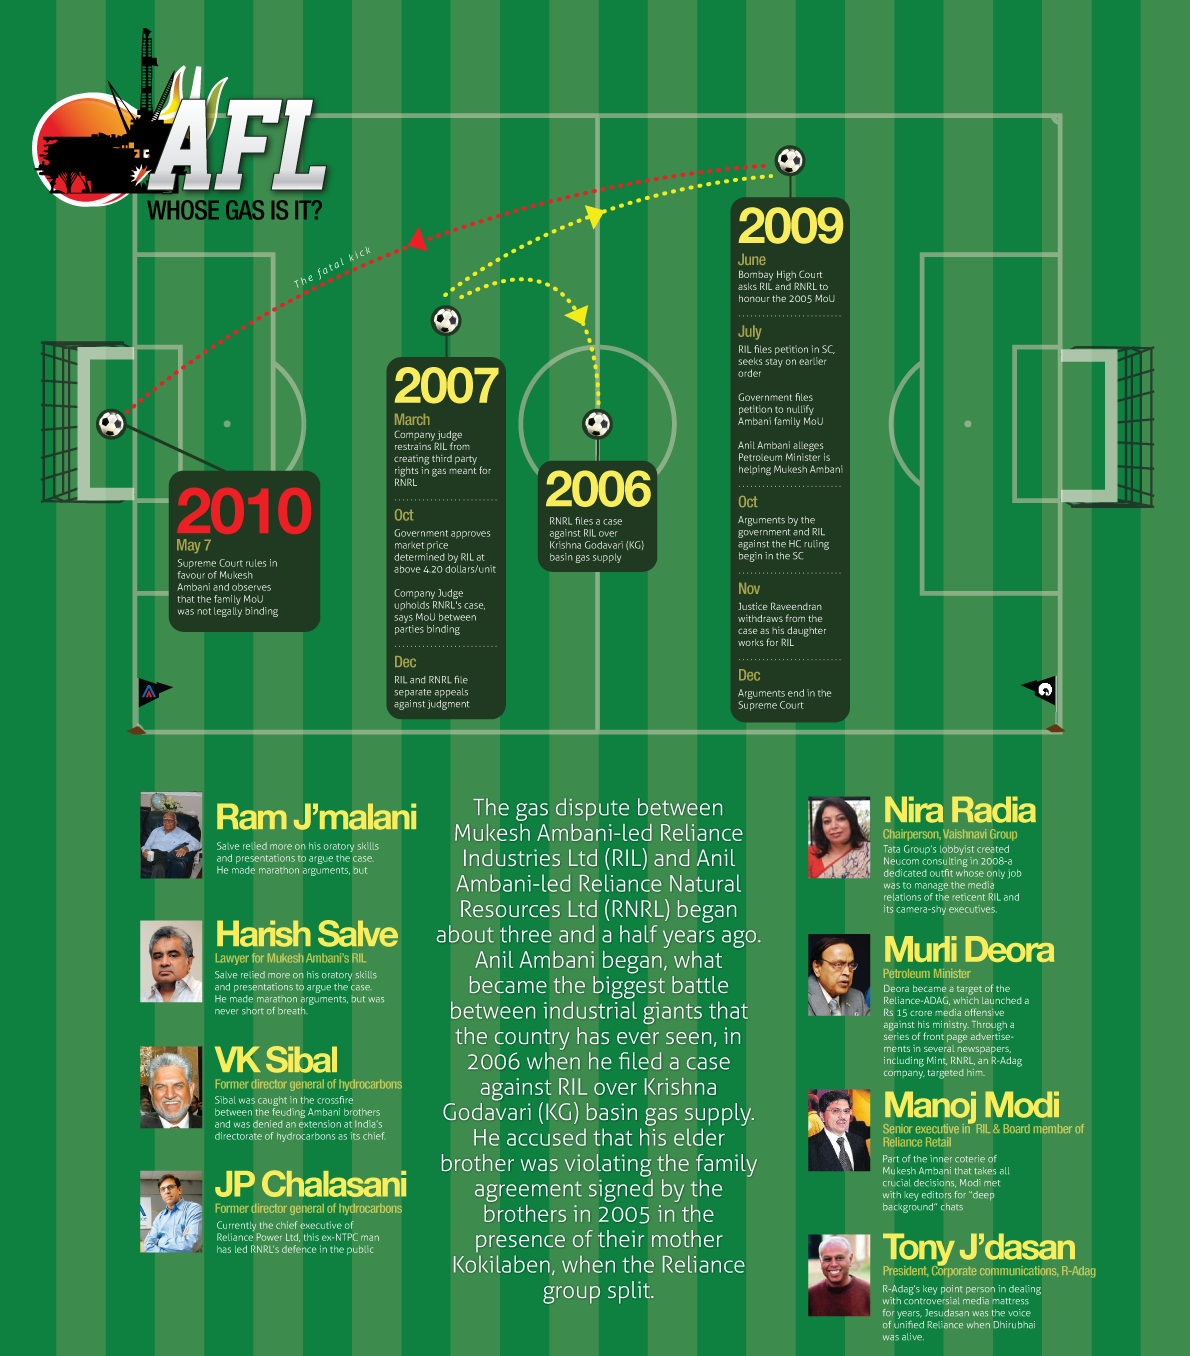 AFL
WHOSE GAS IS IT?
The fatal kick
2009
June
Bombay High Court
asks RIL and RNRL to
honour the 2005 MoU
July
RIL files petition in SC,
seeks stay on earlier
order
Government files
petition to nullify
Ambani family MoU
Anil Ambani alleges
Petroleum Minister is
helping Mukesh Ambani
Oct
Arguments by the
government and RIL
against the HC ruling
begin in the SC
Nov
Justice Raveendran
withdraws from the
case as his daughter
works for RIL
Dec
Arguments end in the
Supreme Court
2007
March
Company judge
restrains RIL from
creating third party
rights in gas meant for
RNRL
Oct
Government approves
market price
determined by RIL at
above 4.20 dollars/unit
Company Judge
upholds RNRL's case,
says MoU between
parties binding
Dec
RIL and RNRL file
separate appeals
against judgment
2006
RNRL files a case
against RIL over
Krishna Godavari (KG)
basin gas supply
2010
May 7
Supreme Court rules in
favour of Mukesh
Ambani and observes
that the family MoU
was not legally binding
Ram J'malani
Salve relied more on his oratory skills
and presentations to argue the case.
He made marathon arguments, but
Harish Salve
Lawyer for Mukesh Ambani's RIL
Salve relied more on his oratory skills
and presentations to argue the case.
He made marathon arguments, but was
never short of breath.
VK Sibal
Former director general of hydrocarbons
Sibal was caught in the crossfire
between the feuding Ambani brothers
and was denied an extension at India's
directorate of hydrocarbons as its chief.
JP Chalasani
Former director general of hydrocarbons
Currently the chief executive of
Reliance Power Ltd, this ex-NTPC man
has led RNRL's defence in the public
The gas dispute between
Mukesh Ambani-led Reliance
Industries Ltd (RIL) and Anil
Ambani-led Reliance Natural
Resources Ltd (RNRL) began
about three and a half years ago.
Anil Ambani began, what
became the biggest battle
between industrial giants that
the country has ever seen, in
2006 when he filed a case
against RIL over Krishna
Godavari (KG) basin gas supply.
He accused that his elder
brother was violating the family
agreement signed by the
brothers in 2005 in the
presence of their mother
Kokilaben, when the Reliance
group split.
Nira Radia
Chairperson, Vaishnavi Group
Tata Group's lobbyist created
Neucom consulting in 2008-a
dedicated outfit whose only job
was to manage the media
relations of the reticent RIL and
its camera-shy executives.
Murli Deora
Petroleum Minister
Deora became a target of the
Reliance-ADAG, which launched a
Rs 15 crore media offensive
against his ministry. Through a
series of front page advertise-
ments in several newspapers,
including Mint, RNRL, an R-Adag
company, targeted him.
Manoj Modi
Senior executive in RIL & Board member of
Reliance Retail
Part of the inner coterie of
Mukesh Ambani that takes all
crucial decisions, Modi met
with key editors for "deep
background" chats
Tony J'dasan
President, Corporate communications, R-Adag
R-Adag's key point person in dealing
with controversial media mattress
for years, Jesudasan was the voice
of unified Reliance when Dhirubhai
was alive.